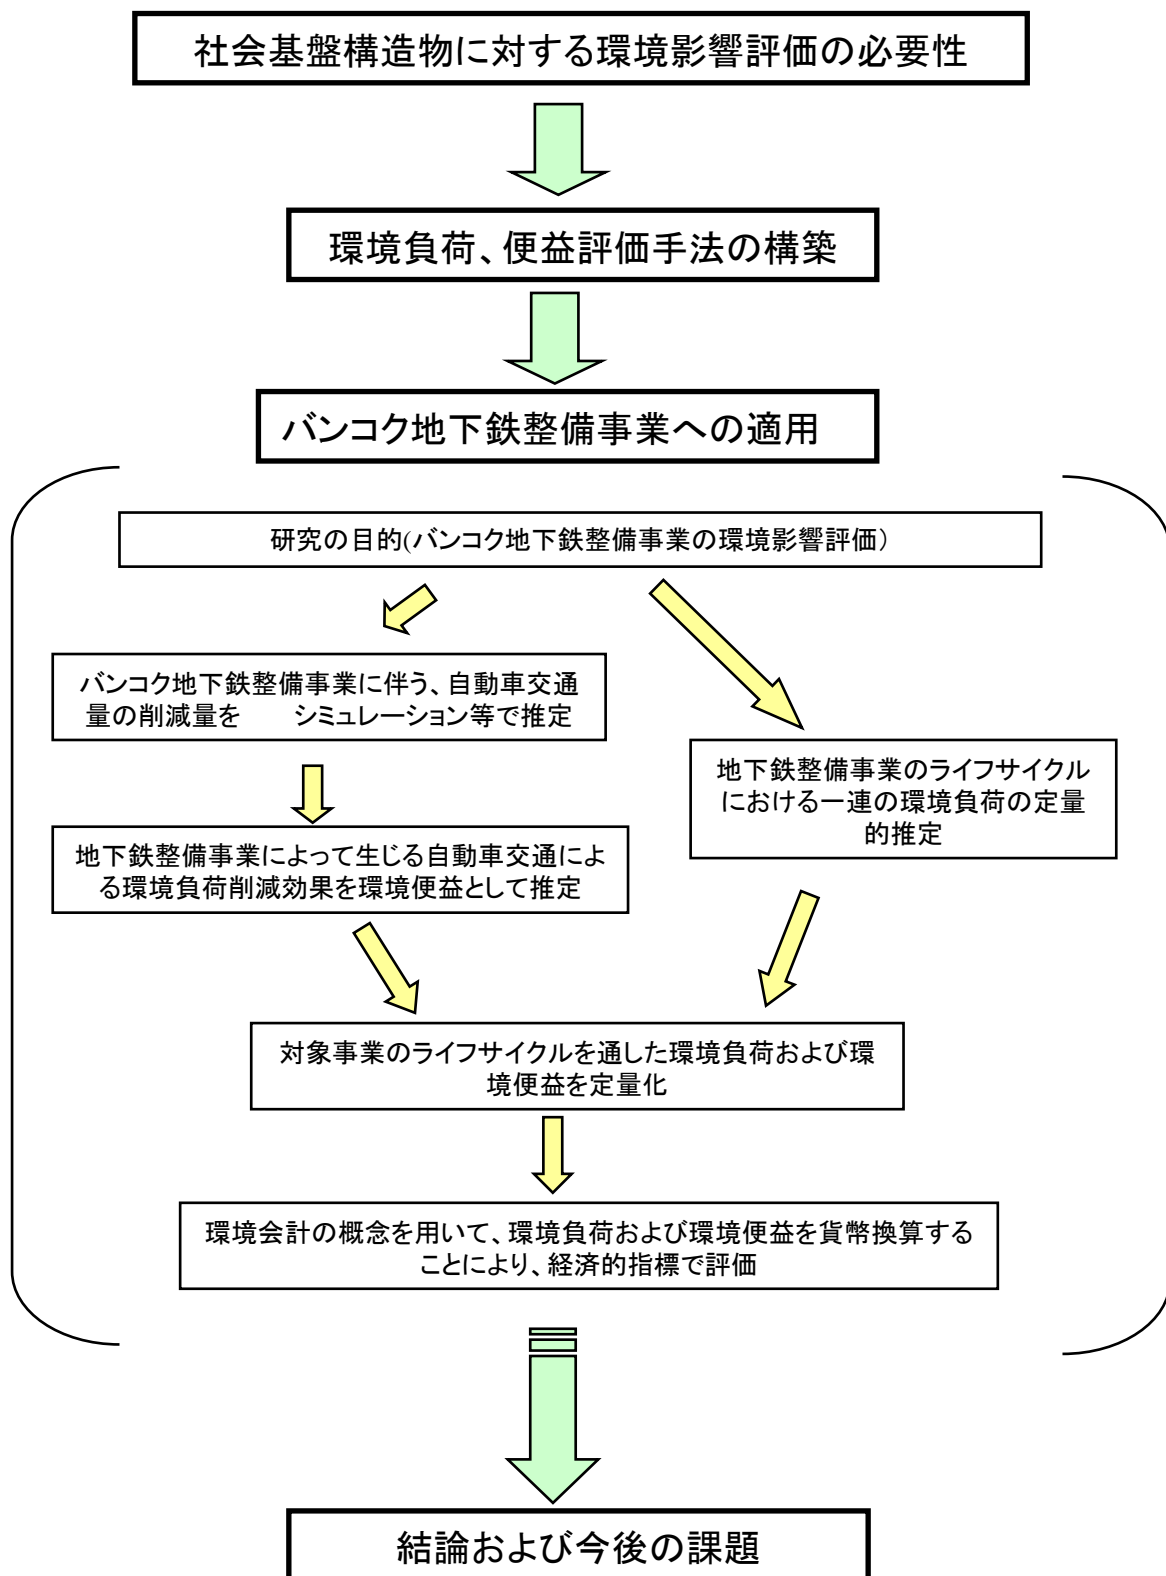 社会基盤構造物に対する環境影響評価の必要性
環境負荷、便益評価手法の構築
バンコク地下鉄整備事業への適用
研究の目的(バンコク地下鉄整備事業の環境影響評価）
バンコク地下鉄整備事業に伴う、自動車交通
量の削減量を　　シミュレーション等で推定
地下鉄整備事業のライフサイクル
における一連の環境負荷の定量
的推定
地下鉄整備事業によって生じる自動車交通によ
る環境負荷削減効果を環境便益として推定
対象事業のライフサイクルを通した環境負荷および環
境便益を定量化
環境会計の概念を用いて、環境負荷および環境便益を貨幣換算する
ことにより、経済的指標で評価
結論および今後の課題